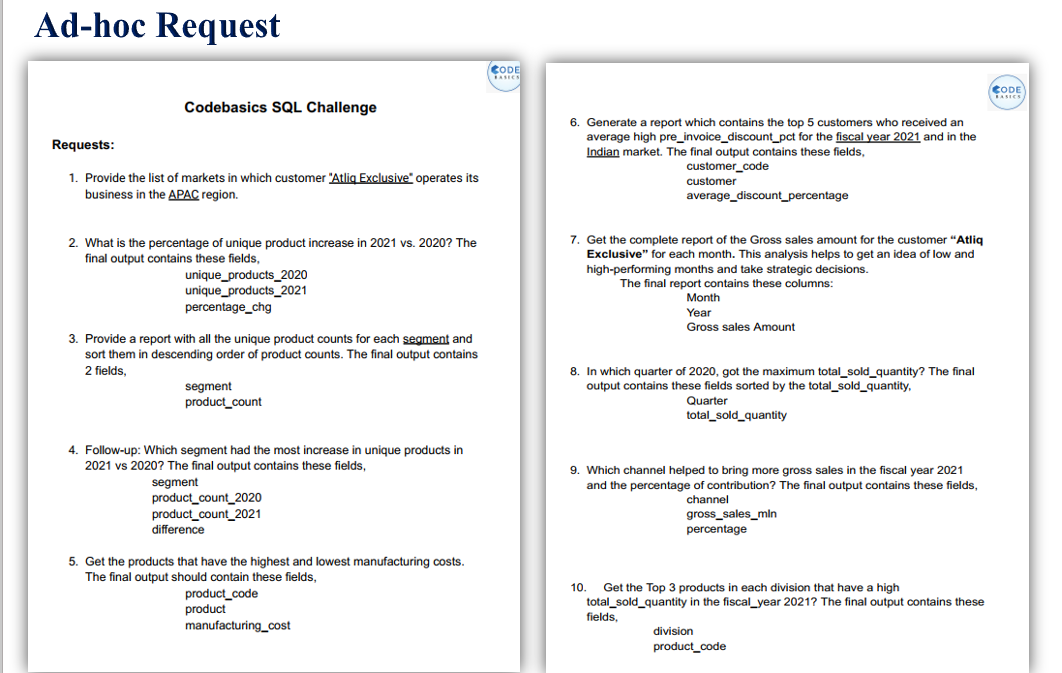 Ad-hoc Request
CODE
BASICS
Codebasics SQL Challenge
Requests:
1. Provide the list of markets in which customer "Atliq Exclusive" operates its
business in the APAC region.
2. What is the percentage of unique product increase in 2021 vs. 2020? The
final output contains these fields,
unique_products_2020
unique_products_2021
percentage_chg
3. Provide a report with all the unique product counts for each segment and
sort them in descending order of product counts. The final output contains
2 fields,
segment
product_count
4. Follow-up: Which segment had the most increase in unique products in
2021 vs 2020? The final output contains these fields,
segment
product_count_2020
product_count_2021
difference
5. Get the products that have the highest and lowest manufacturing costs.
The final output should contain these fields,
product_code
product
manufacturing_cost
CODE
BASICS
6. Generate a report which contains the top 5 customers who received an
average high pre_invoice_discount_pct for the fiscal year 2021 and in the
Indian market. The final output contains these fields,
customer_code
customer
average_discount_percentage
7. Get the complete report of the Gross sales amount for the customer “Atliq
Exclusive” for each month. This analysis helps to get an idea of low and
high-performing months and take strategic decisions.
The final report contains these columns:
Month
Year
Gross sales Amount
8. In which quarter of 2020, got the maximum total_sold_quantity? The final
output contains these fields sorted by the total_sold_quantity,
Quarter
total_sold_quantity
9. Which channel helped to bring more gross sales in the fiscal year 2021
and the percentage of contribution? The final output contains these fields,
channel
gross_sales_mln
percentage
10. Get the Top 3 products in each division that have a high
total_sold_quantity in the fiscal_year 2021? The final output contains these
fields,
division
product_code